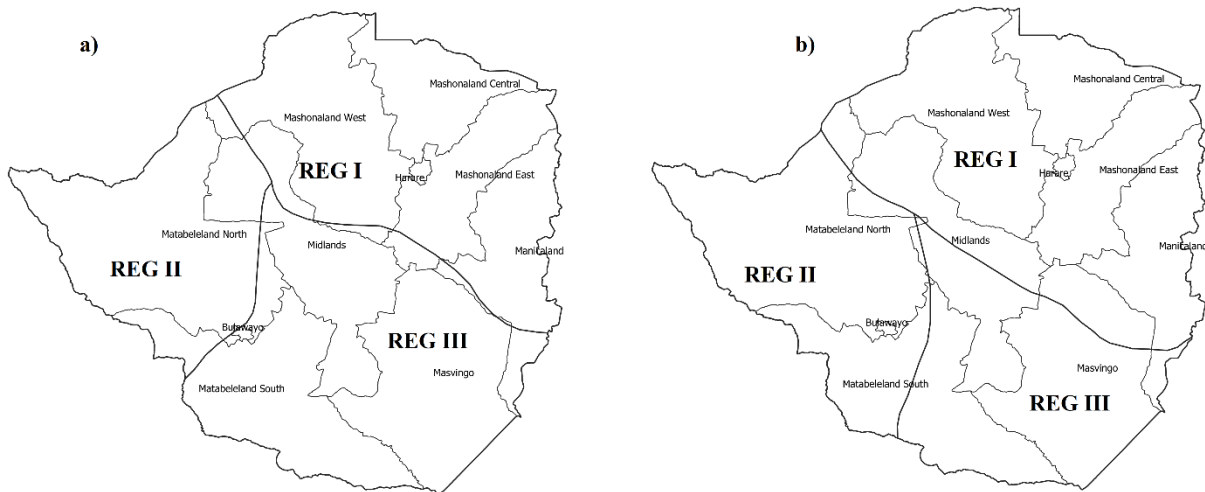 a)
Mashonaland Central
Mashonaland West
REG I
Harare
Mashonaland East
Matabeleland North
Midlands
Manicaland
REG II
Bulawayo
REG III
Masvingo
Matabeleland South
b)
Mashonaland Central
Mashonaland West
REG I
Harare
Mashonaland East
Matabeleland North
Midlands
Manicaland
REG II
Bulawayo
Masvingo
Matabeleland South
REG III